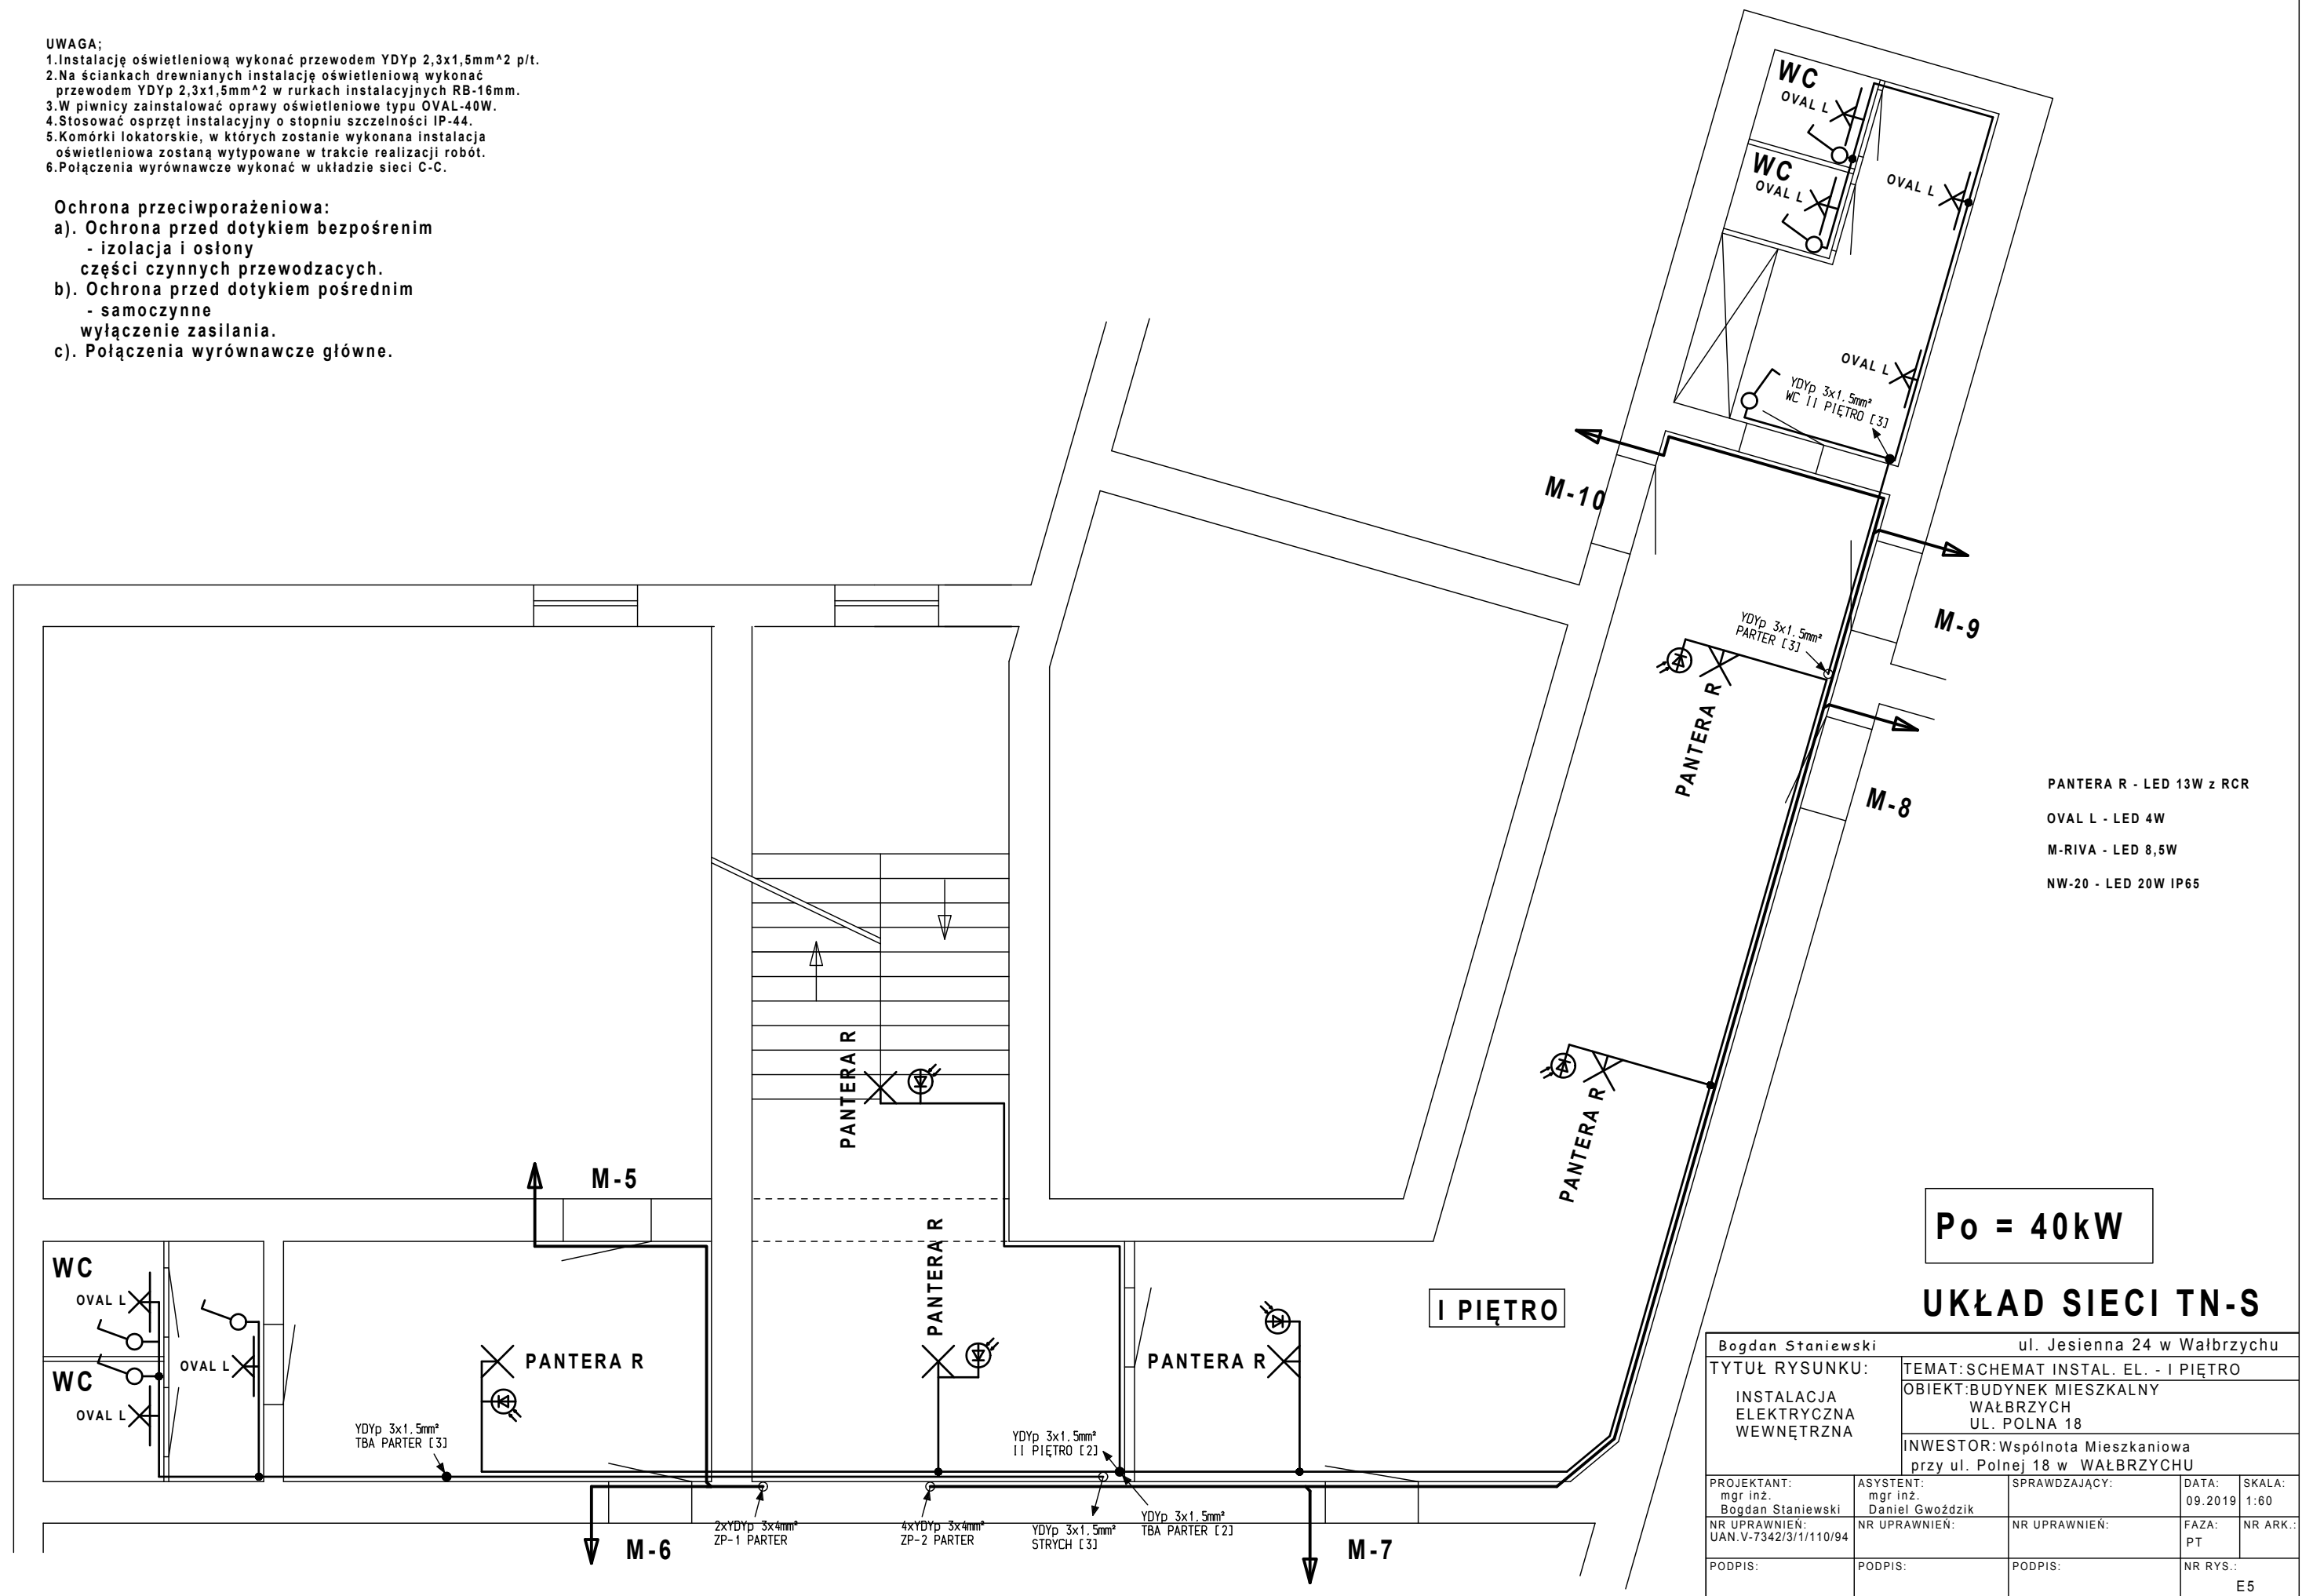 UWAGA;
1.Instalację oświetleniową wykonać przewodem YDYp 2,3x1,5mm^2 p/t.
2.Na ściankach drewnianych instalację oświetleniową wykonać
przewodem YDYp 2,3x1,5mm^2 w rurkach instalacyjnych RB-16mm.
3.W piwnicy zainstalować oprawy oświetleniowe typu OVAL-40W.
4.Stosować osprzęt instalacyjny o stopniu szczelności IP-44.
5.Komórki lokatorskie, w których zostanie wykonana instalacja
oświetleniowa zostaną wytypowane w trakcie realizacji robót.
6.Połączenia wyrównawcze wykonać w układzie sieci C-C.
Ochrona przeciwporażeniowa:
a). Ochrona przed dotykiem bezpośrenim
- izolacja i osłony
części czynnych przewodzacych.
b). Ochrona przed dotykiem pośrednim
- samoczynne
wyłączenie zasilania.
c). Połączenia wyrównawcze główne.
WC
OVAL L
WC
OVAL L
OVAL L
OVAL L
YDYp 3x1.5mm²
WC II PIĘTRO [3]
M-10
M-9
YDYp 3x1.5mm²
PARTER [3]
PANTERA R
M-8
PANTERA R - LED 13W z RCR
OVAL L - LED 4W
M-RIVA - LED 8,5W
NW-20 - LED 20W IP65
PANTERA R
PANTERA R
M-5
PANTERA R
WC
OVAL L
WC
OVAL L
OVAL L
PANTERA R
PANTERA R
I PIĘTRO
YDYp 3x1.5mm²
TBA PARTER [3]
YDYp 3x1.5mm²
II PIĘTRO [2]
M-6
2xYDYp 3x4mm²
ZP-1 PARTER
4xYDYp 3x4mm²
ZP-2 PARTER
YDYp 3x1.5mm²
STRYCH [3]
YDYp 3x1.5mm²
TBA PARTER [2]
M-7
Po = 40kW
UKŁAD SIECI TN-S
Bogdan Staniewski ul. Jesienna 24 w Wałbrzychu
TYTUŁ RYSUNKU:
INSTALACJA
ELEKTRYCZNA
WEWNĘTRZNA
TEMAT: SCHEMAT INSTAL. EL. - I PIĘTRO
OBIEKT: BUDYNEK MIESZKALNY
WAŁBRZYCH
UL. POLNA 18
INWESTOR: Wspólnota Mieszkaniowa
przy ul. Polnej 18 w WAŁBRZYCHU
PROJEKTANT:
mgr inż.
Bogdan Staniewski
ASYSTENT:
mgr inż.
Daniel Gwoździk
SPRAWDZAJĄCY:
DATA:
09.2019
SKALA:
1:60
NR UPRAWNIEŃ:
UAN.V-7342/3/1/110/94
NR UPRAWNIEŃ:
NR UPRAWNIEŃ:
FAZA:
PT
NR ARK.:
PODPIS:
PODPIS:
PODPIS:
NR RYS.:
E5